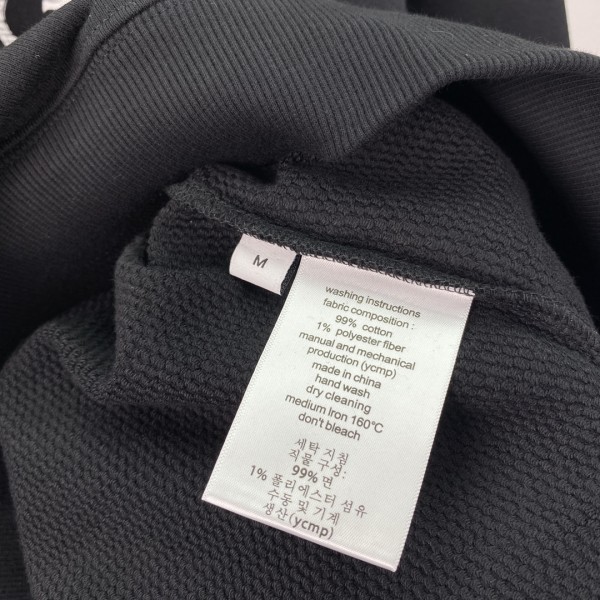 M
washing instructions
fabric composition :
99% cotton
1% polyester fiber
manual and mechanical
production (ycmp)
made in china
hand wash
dry cleaning
medium Iron 160℃
don't bleach
세탁 지침
직물 구성:
99% 면
1% 폴리에스터 섬유
수동 및 기계
생산(ycmp)